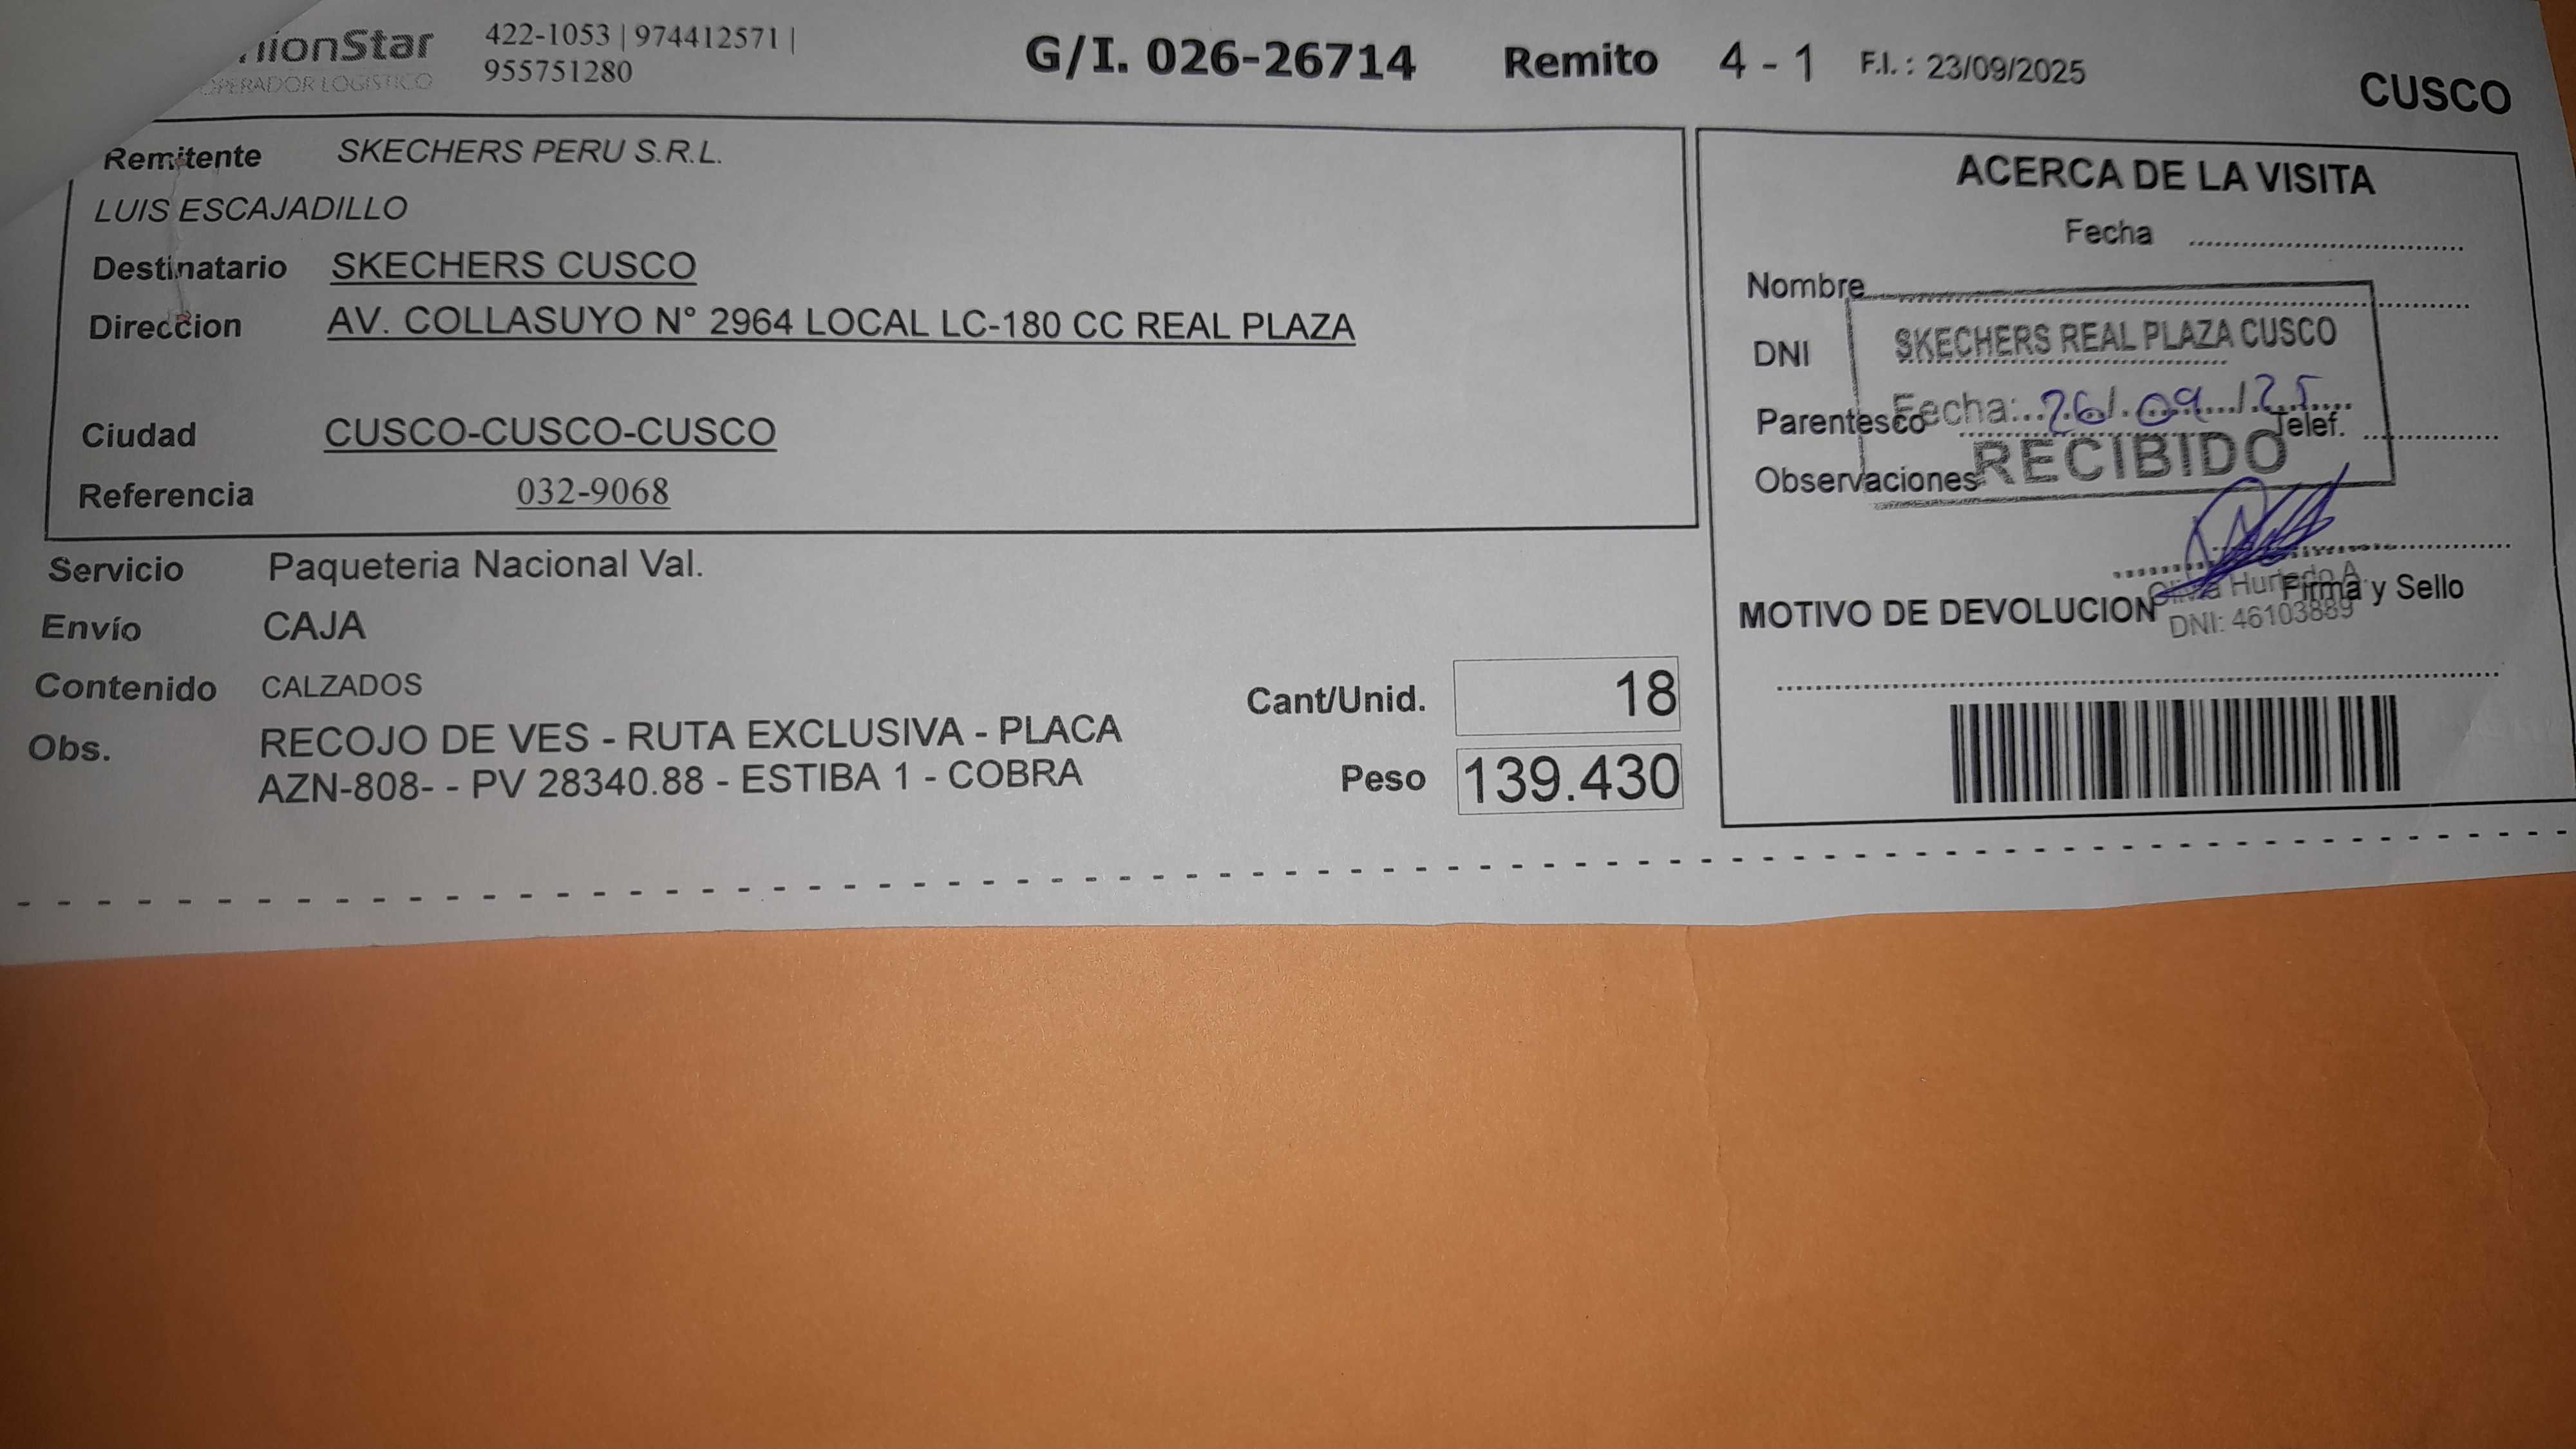 nionStar
OPERADOR LOGISTICO
422-1053 | 974412571 |
955751280
G/I. 026-26714 Remito 4 - 1 F.I. : 23/09/2025
CUSCO
Remitente SKECHERS PERU S.R.L.
LUIS ESCAJADILLO
Destinatario SKECHERS CUSCO
Direccion AV. COLLASUYO N° 2964 LOCAL LC-180 CC REAL PLAZA
Ciudad CUSCO-CUSCO-CUSCO
Referencia 032-9068
Servicio Paqueteria Nacional Val.
Envío CAJA
Contenido CALZADOS
Obs. RECOJO DE VES - RUTA EXCLUSIVA - PLACA
AZN-808- - PV 28340.88 - ESTIBA 1 - COBRA
Cant/Unid. 18
Peso 139.430
ACERCA DE LA VISITA
Fecha
Nombre
DNI
Parentesco
Telef.
Observaciones
SKECHERS REAL PLAZA CUSCO
Fecha: 26/09/25
RECIBIDO
Firma y Sello
Hurtado A.
DNI: 46103889
MOTIVO DE DEVOLUCION